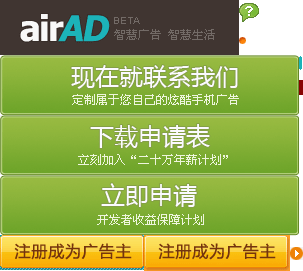 airAD BETA
智慧广告 智慧生活
现在就联系我们
定制属于您自己的炫酷手机广告
下载申请表
立刻加入“二十万年薪计划”
立即申请
开发者收益保障计划
注册成为广告主 注册成为广告主